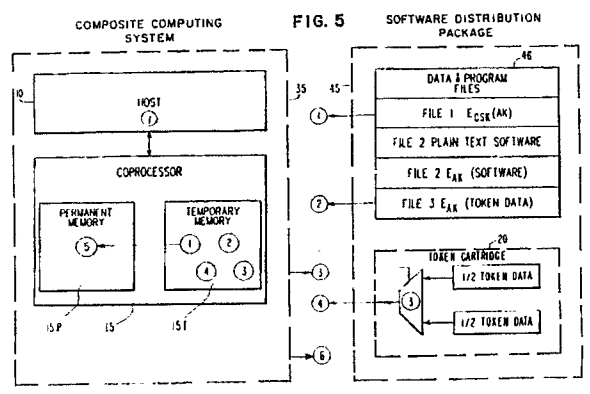 COMPOSITE COMPUTING
SYSTEM
FIG. 5
SOFTWARE DISTRIBUTION
PACKAGE
10
HOST
1
35
COPROCESSOR
PERMANENT
MEMORY
5
TEMPORARY
MEMORY
1
2
4
3
15P
15
15T
1
2
3
4
6
45
46
DATA & PROGRAM
FILES
FILE 1 E_CSK (AK)
FILE 2 PLAIN TEXT SOFTWARE
FILE 2 E_AK (SOFTWARE)
FILE 3 E_AK (TOKEN DATA)
20
TOKEN CARTRIDGE
3
1/2 TOKEN DATA
1/2 TOKEN DATA